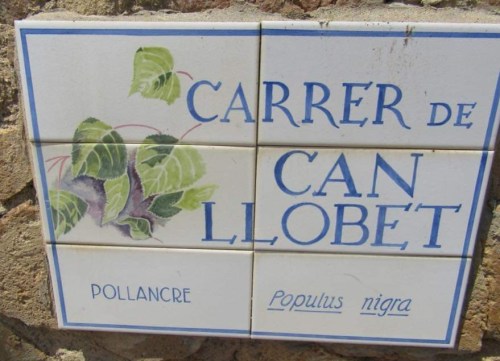 CARRER DE
CAN
LLOBET
POLLANCRE
Populus nigra